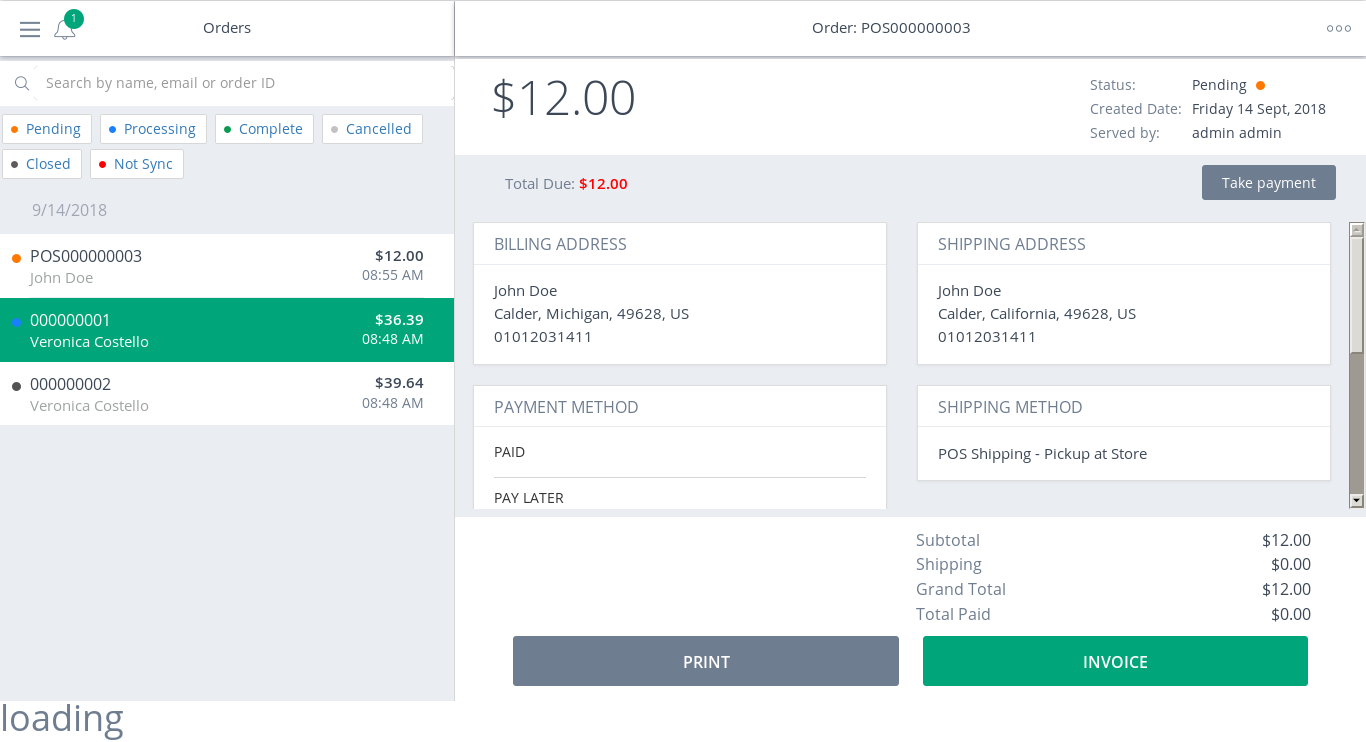 1
Orders
Order: POS000000003
Search by name, email or order ID
Pending
Processing
Complete
Cancelled
Closed
Not Sync
9/14/2018
POS000000003
$12.00
John Doe
08:55 AM
000000001
$36.39
Veronica Costello
08:48 AM
000000002
$39.64
Veronica Costello
08:48 AM
$12.00
Status: Pending
Created Date: Friday 14 Sept, 2018
Served by: admin admin
Total Due: $12.00
Take payment
BILLING ADDRESS
John Doe
Calder, Michigan, 49628, US
01012031411
SHIPPING ADDRESS
John Doe
Calder, California, 49628, US
01012031411
PAYMENT METHOD
PAID
PAY LATER
SHIPPING METHOD
POS Shipping - Pickup at Store
Subtotal $12.00
Shipping $0.00
Grand Total $12.00
Total Paid $0.00
PRINT
INVOICE
loading